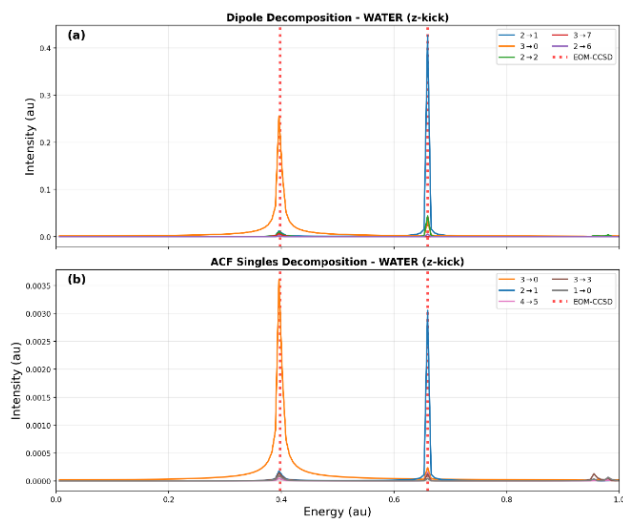 Dipole Decomposition - WATER (z-kick)
(a)
2→1 3→7
3→0 2→6
2→2 EOM-CCSD
Intensity (au)
0.4
0.3
0.2
0.1
0.0
ACF Singles Decomposition - WATER (z-kick)
(b)
3→0 3→3
2→1 1→0
4→5 EOM-CCSD
Intensity (au)
0.0035
0.0030
0.0025
0.0020
0.0015
0.0010
0.0005
0.0000
0.0 0.2 0.4 0.6 0.8 1.0
Energy (au)